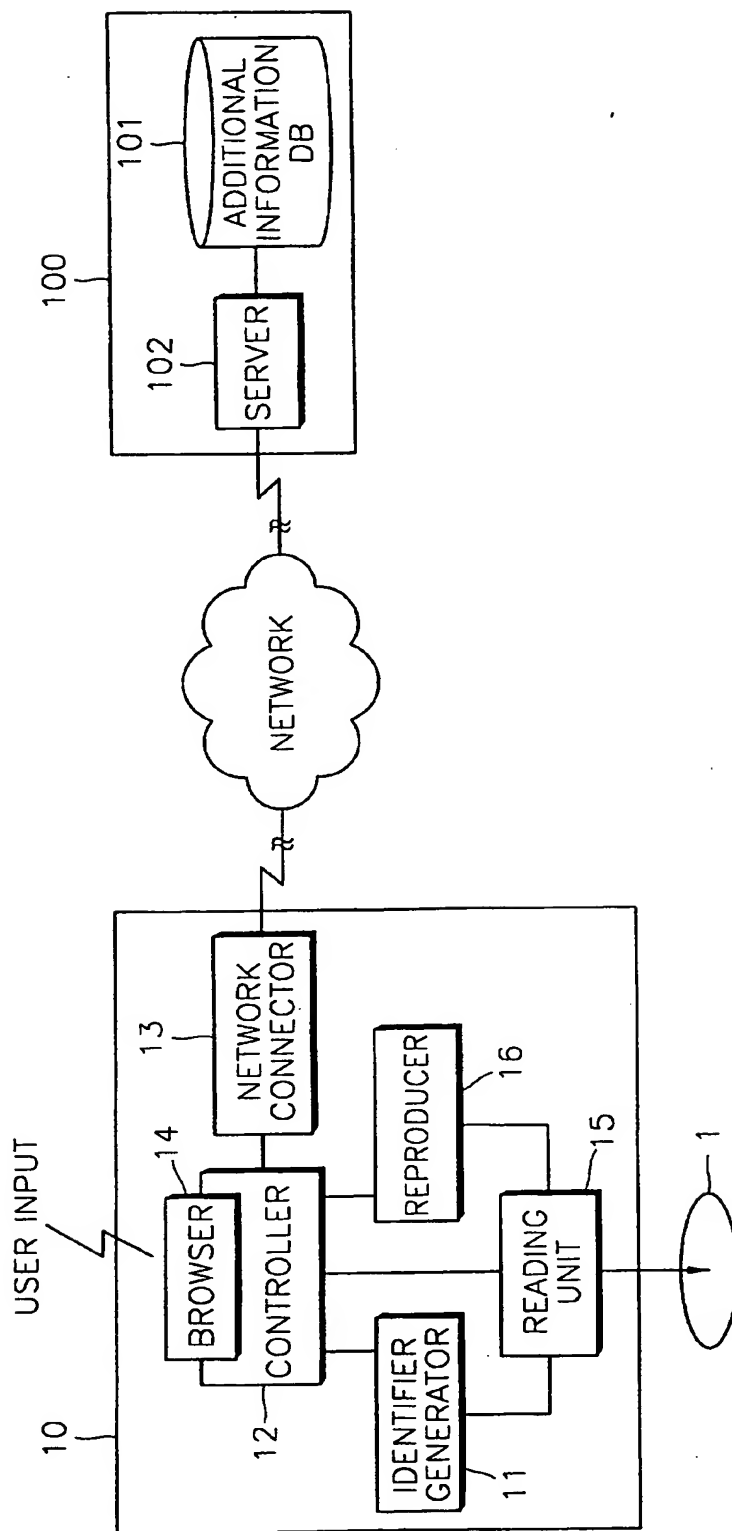 USER INPUT
10
BROWSER
14
CONTROLLER
12
NETWORK
CONNECTOR
13
IDENTIFIER
GENERATOR
11
REPRODUCER
16
READING
UNIT
15
1
NETWORK
100
SERVER
102
ADDITIONAL
INFORMATION
DB
101